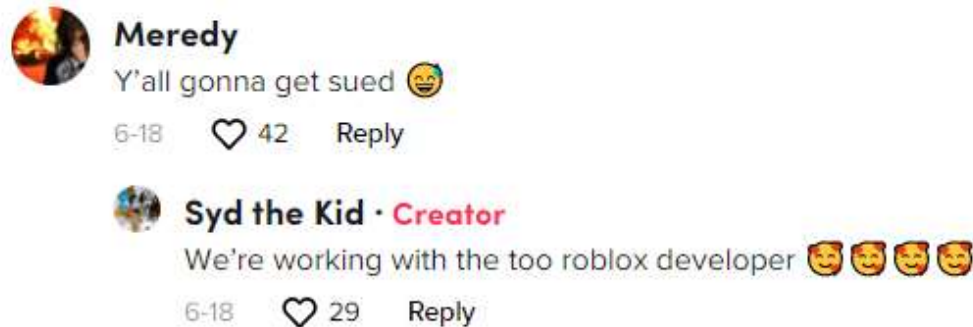 Meredy
Y'all gonna get sued 😅
6-18 42 Reply
Syd the Kid · Creator
We're working with the too roblox developer 🥰🥰🥰🥰
6-18 29 Reply